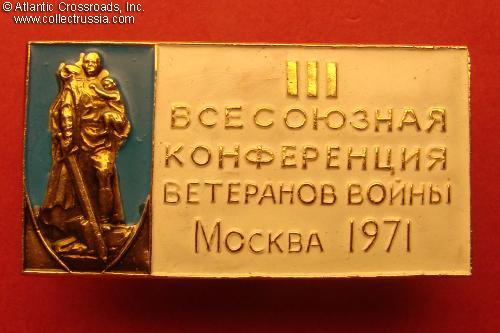 © Atlantic Crossroads, Inc.
www.collectrussia.com
III
ВСЕСОЮЗНАЯ
КОНФЕРЕНЦИЯ
ВЕТЕРАНОВ ВОЙНЫ
МОСКВА 1971